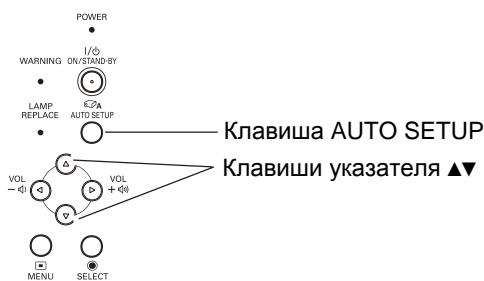 POWER
I/⏻
WARNING ON/STAND-BY
LAMP
REPLACE
A
AUTO SETUP
Клавиша AUTO SETUP
Клавиши указателя ▲▼
VOL
−
VOL
+
MENU
SELECT